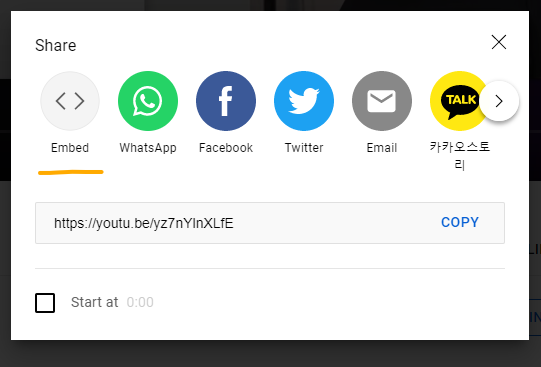 Share
Embed
WhatsApp
Facebook
Twitter
Email
TALK
카카오스토
리
https://youtu.be/yz7nYlnXLfE
COPY
Start at 0:00